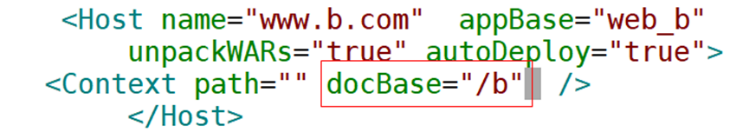 <Host name="www.b.com"  appBase="web_b"
unpackWARs="true" autoDeploy="true">
<Context path="" docBase="/b" />
</Host>